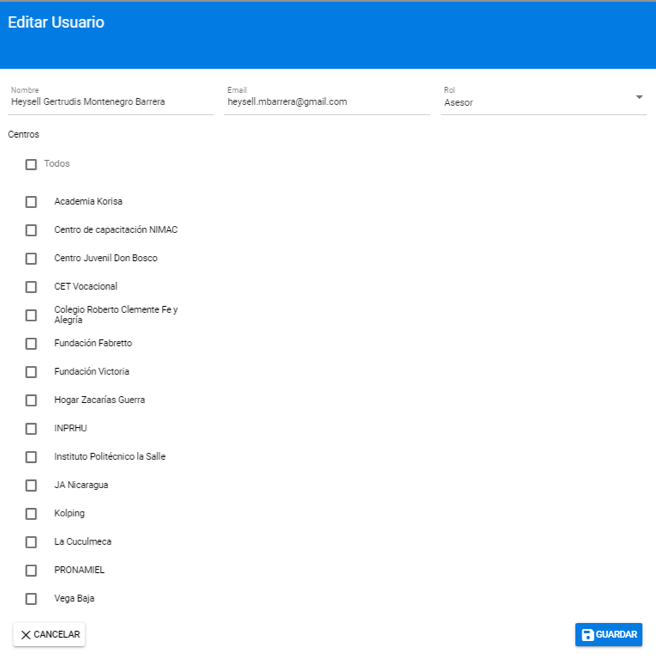 Editar Usuario
Nombre
Heysell Gertrudis Montenegro Barrera
Email
heysell.mbarrera@gmail.com
Rol
Asesor
Centros
Todos
Academia Korisa
Centro de capacitación NIMAC
Centro Juvenil Don Bosco
CET Vocacional
Colegio Roberto Clemente Fe y
Alegría
Fundación Fabretto
Fundación Victoria
Hogar Zacarías Guerra
INPRHU
Instituto Politécnico la Salle
JA Nicaragua
Kolping
La Cuculmeca
PRONAMIEL
Vega Baja
CANCELAR
GUARDAR